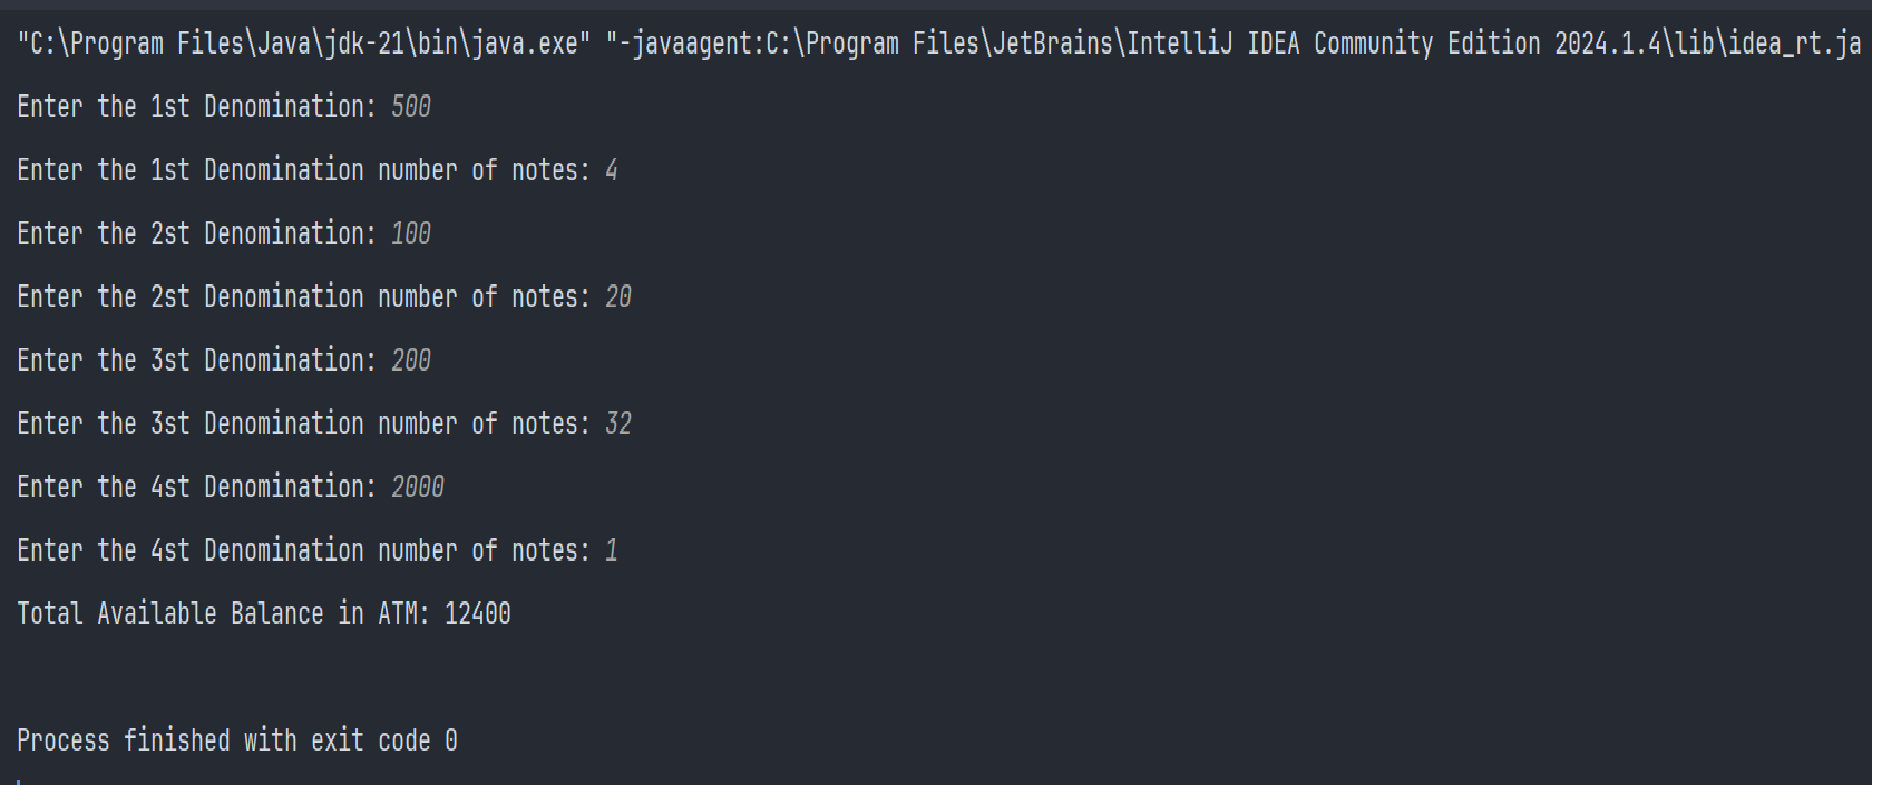 "C:\Program Files\Java\jdk-21\bin\java.exe" "-javaagent:C:\Program Files\JetBrains\IntelliJ IDEA Community Edition 2024.1.4\lib\idea_rt.ja
Enter the 1st Denomination: 500
Enter the 1st Denomination number of notes: 4
Enter the 2st Denomination: 100
Enter the 2st Denomination number of notes: 20
Enter the 3st Denomination: 200
Enter the 3st Denomination number of notes: 32
Enter the 4st Denomination: 2000
Enter the 4st Denomination number of notes: 1
Total Available Balance in ATM: 12400
Process finished with exit code 0